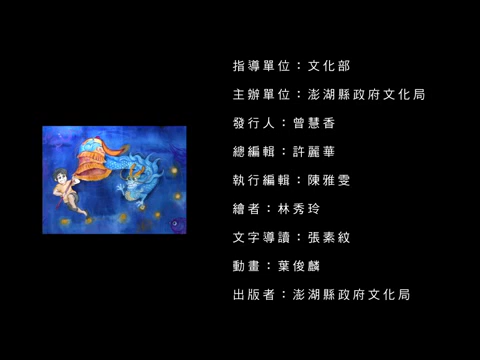 指導單位：文化部
主辦單位：澎湖縣政府文化局
發行人：曾慧香
總編輯：許麗華
執行編輯：陳雅雯
繪者：林秀玲
文字導讀：張素紋
動畫：葉俊麟
出版者：澎湖縣政府文化局